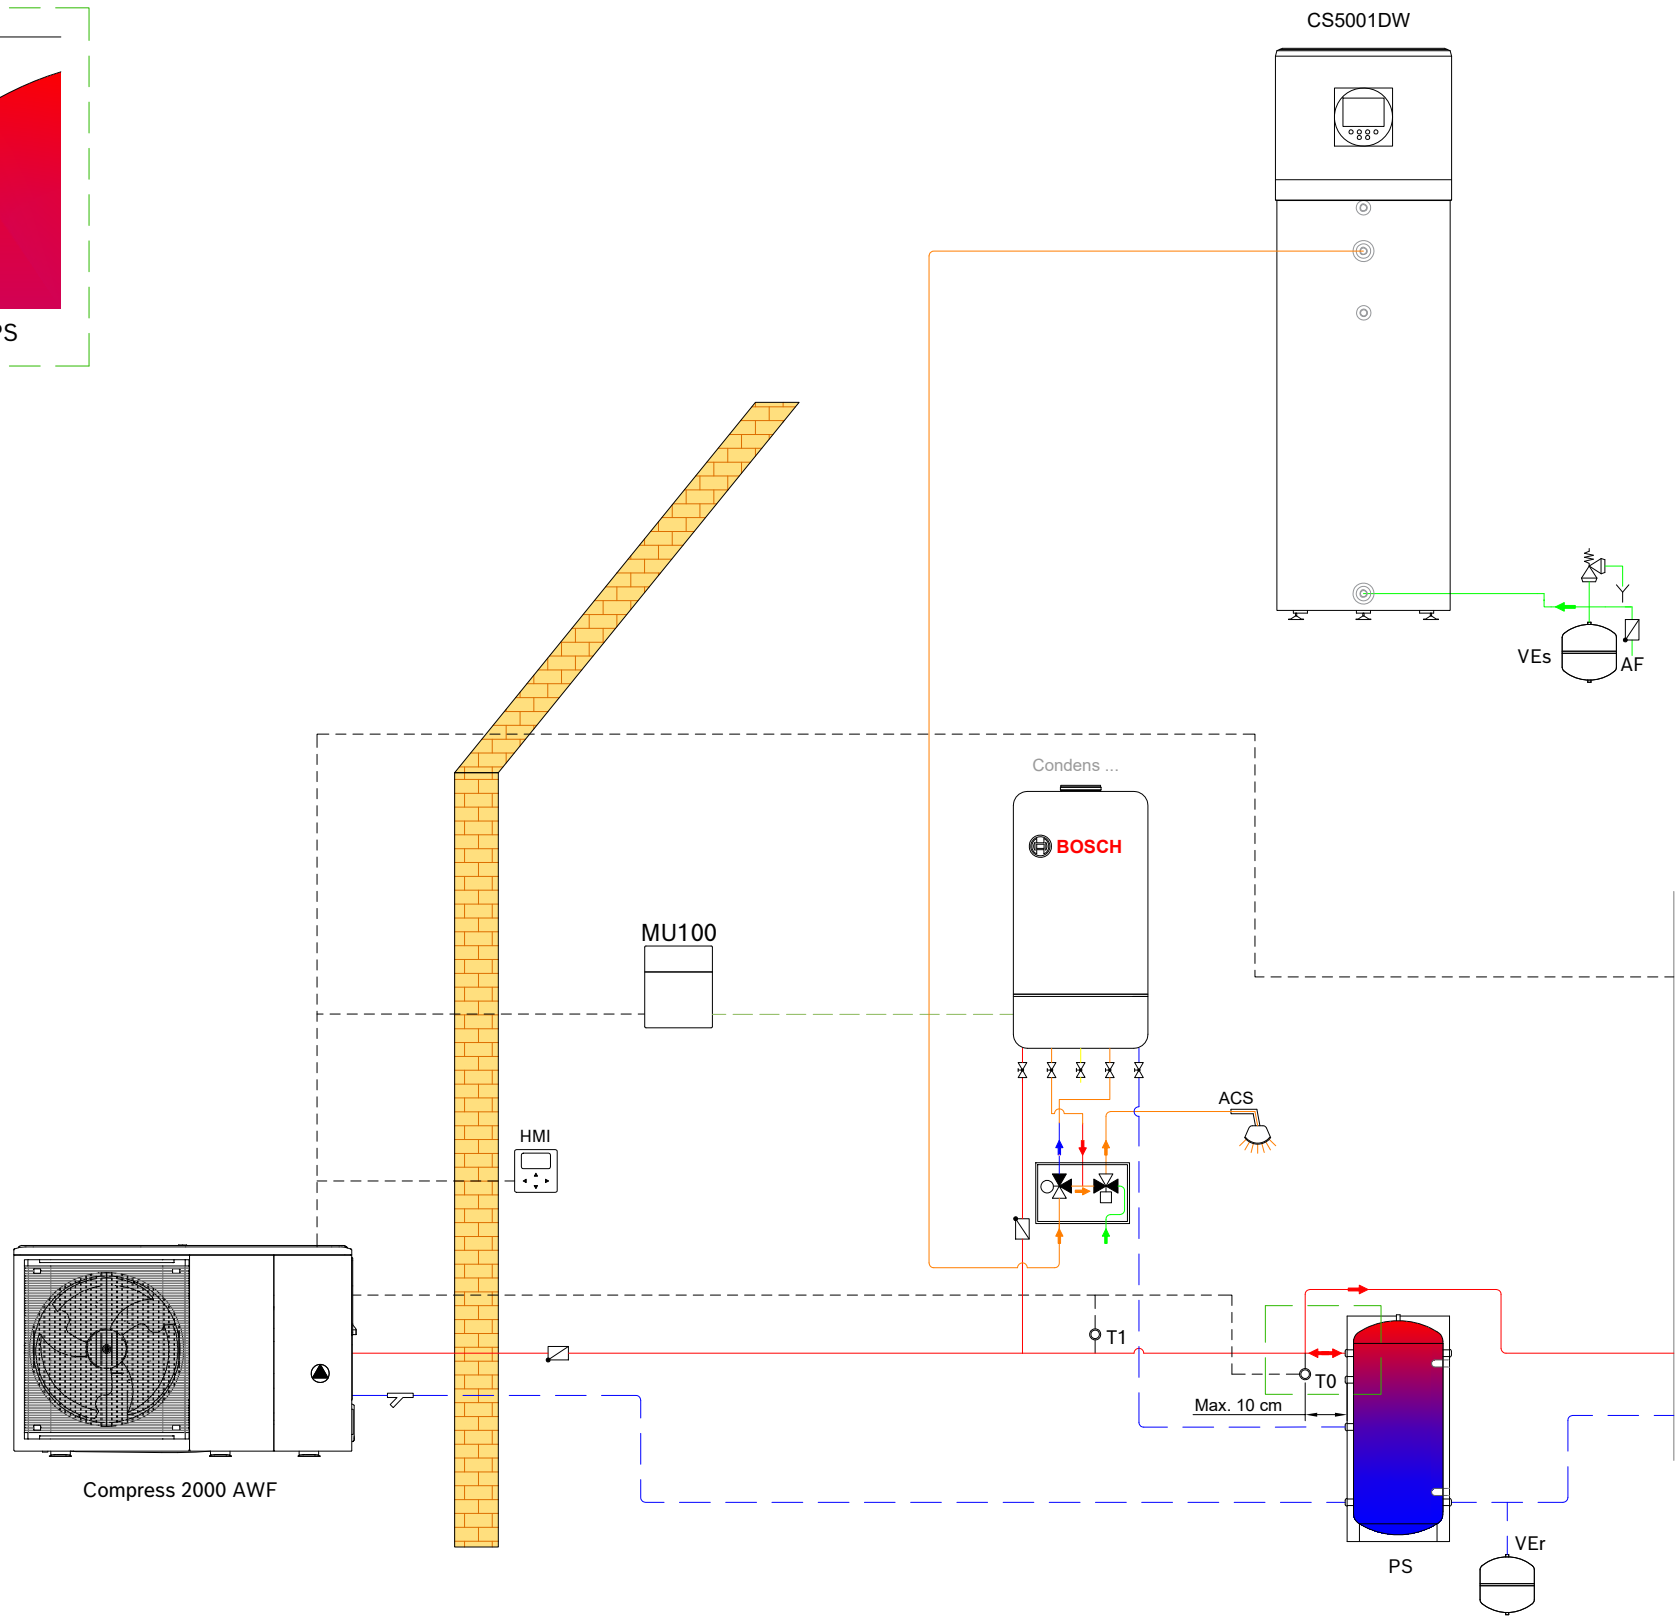 CS5001DW
PS
VEs
AF
Condens ...
BOSCH
MU100
ACS
HMI
T1
T0
Max. 10 cm
Compress 2000 AWF
VEr
PS